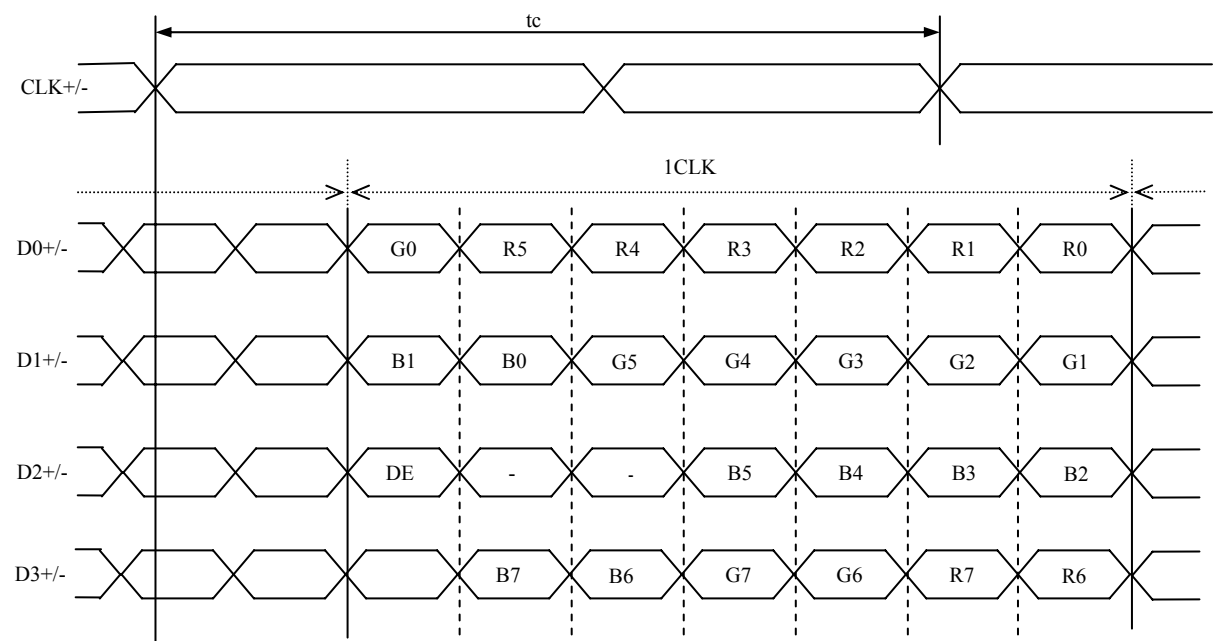 tc
CLK+/-
1CLK
D0+/- G0 R5 R4 R3 R2 R1 R0
D1+/- B1 B0 G5 G4 G3 G2 G1
D2+/- DE - - B5 B4 B3 B2
D3+/- B7 B6 G7 G6 R7 R6